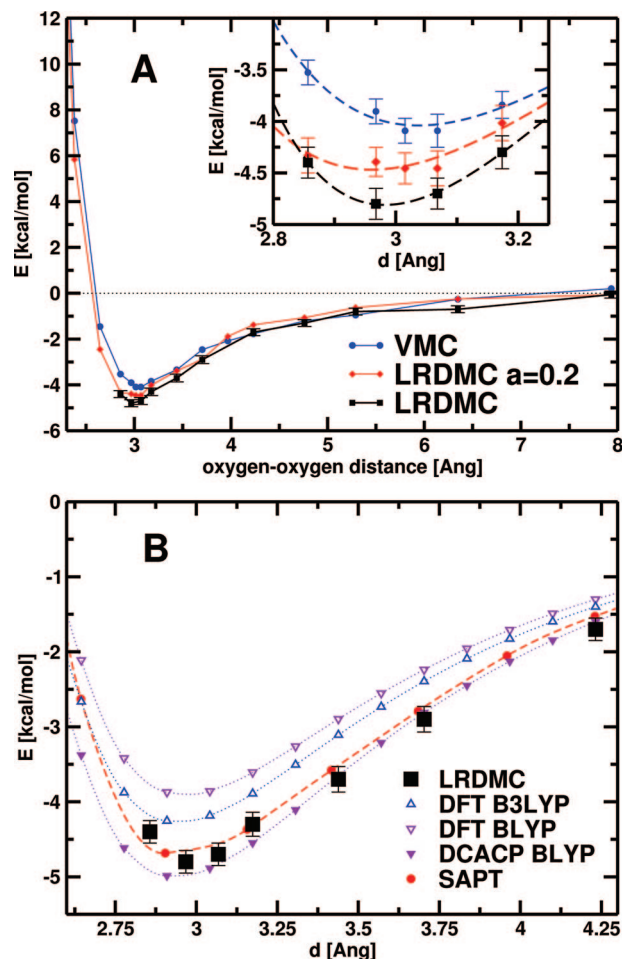 12
10
8
6
4
2
0
-2
-4
-6
E [kcal/mol]
A
-3.5
-4
-4.5
-5
E [kcal/mol]
2.8 3 3.2
d [Ang]
VMC
LRDMC a=0.2
LRDMC
3 4 5 6 7 8
oxygen-oxygen distance [Ang]
0
-1
-2
-3
-4
-5
E [kcal/mol]
B
LRDMC
DFT B3LYP
DFT BLYP
DCACP BLYP
SAPT
2.75 3 3.25 3.5 3.75 4 4.25
d [Ang]